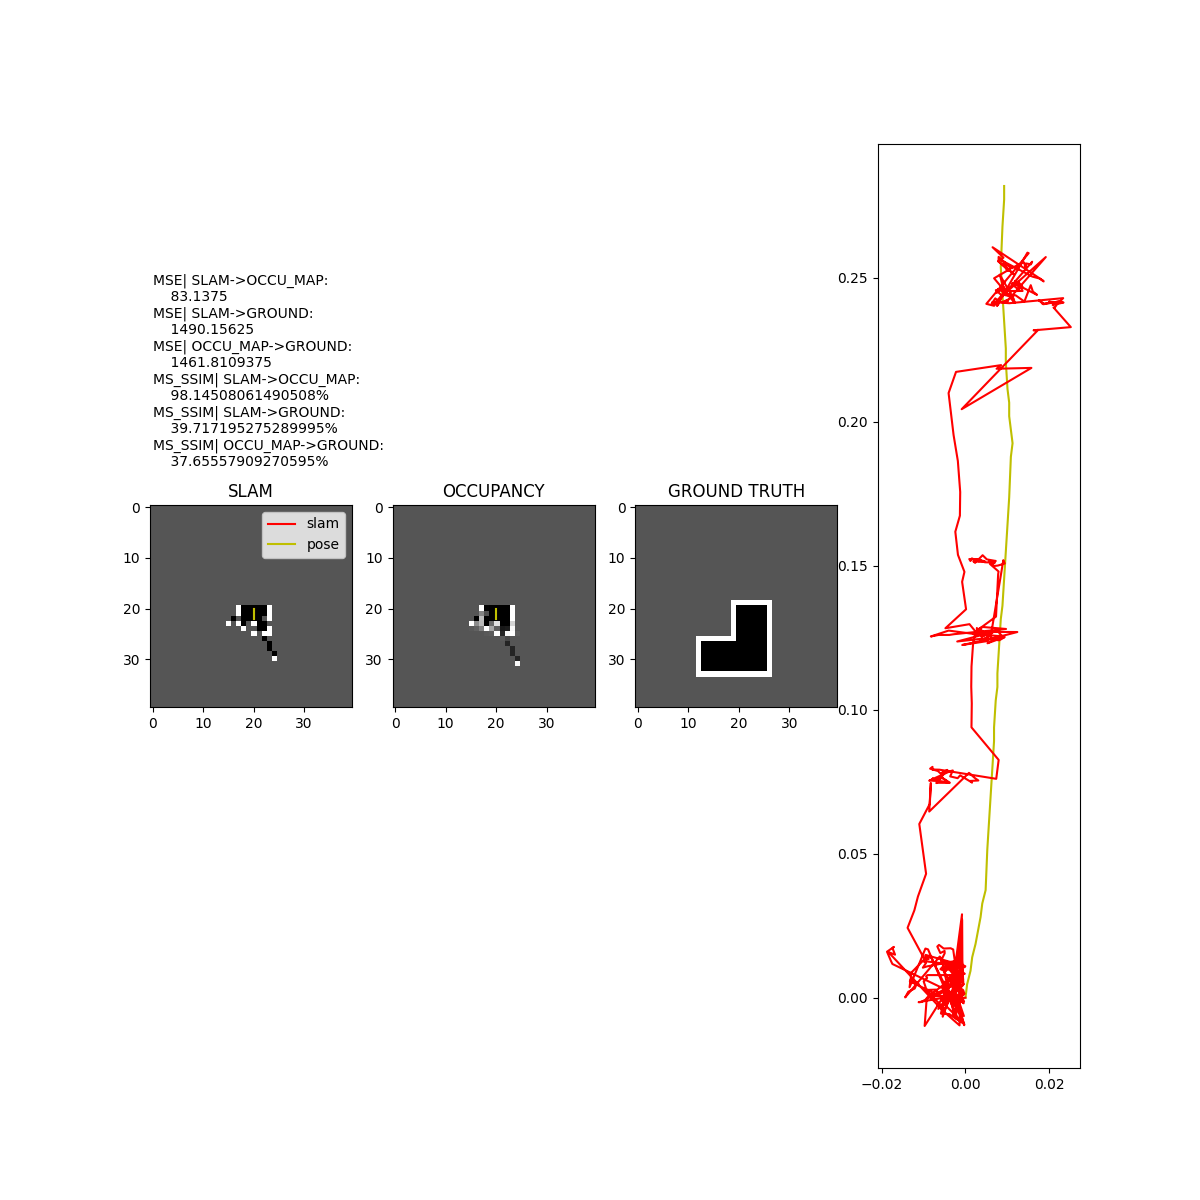 MSE| SLAM->OCCU_MAP:
83.1375
MSE| SLAM->GROUND:
1490.15625
MSE| OCCU_MAP->GROUND:
1461.8109375
MS_SSIM| SLAM->OCCU_MAP:
98.14508061490508%
MS_SSIM| SLAM->GROUND:
39.717195275289995%
MS_SSIM| OCCU_MAP->GROUND:
37.65557909270595%
SLAM
0
10
20
30
0 10 20 30
slam
pose
OCCUPANCY
0
10
20
30
0 10 20 30
GROUND TRUTH
0
10
20
30
0 10 20 30
0.25
0.20
0.15
0.10
0.05
0.00
−0.02 0.00 0.02